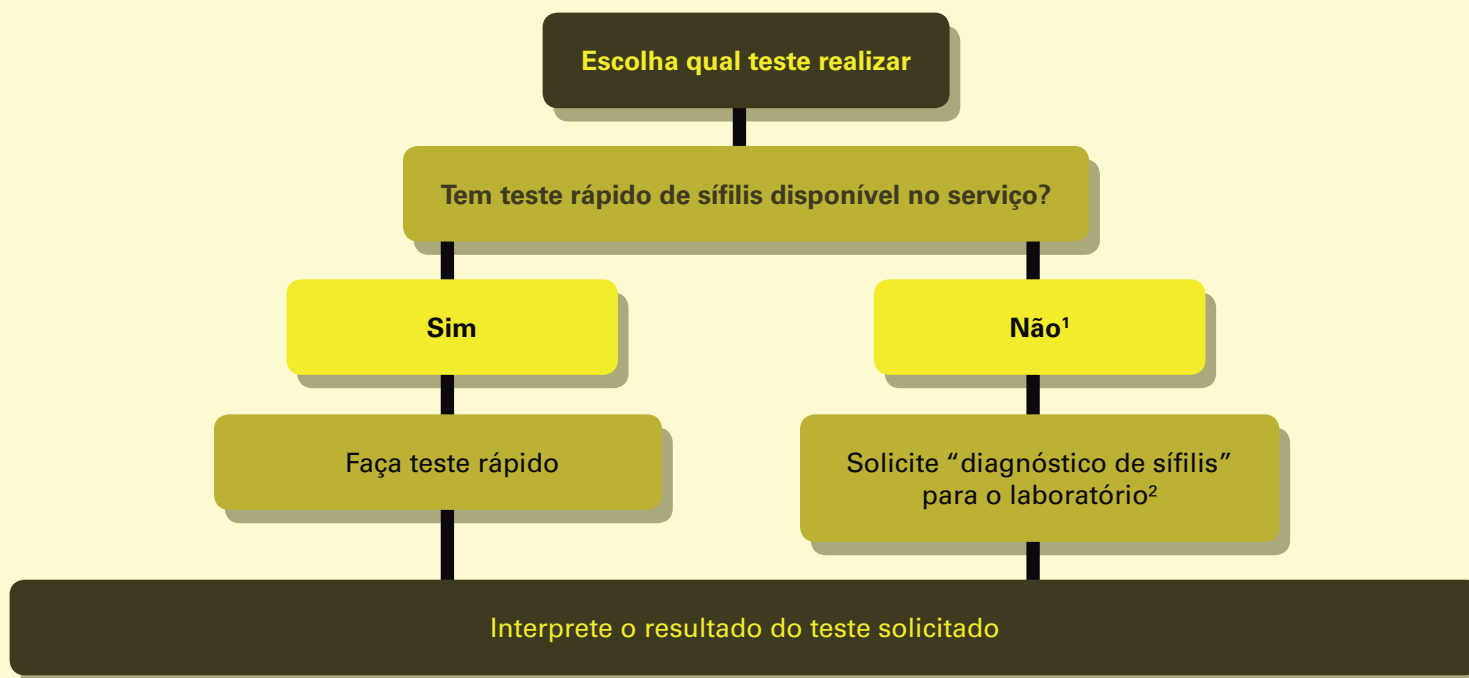 Escolha qual teste realizar
Tem teste rápido de sífilis disponível no serviço?
Sim
Não¹
Faça teste rápido
Solicite “diagnóstico de sífilis”
para o laboratório²
Interprete o resultado do teste solicitado